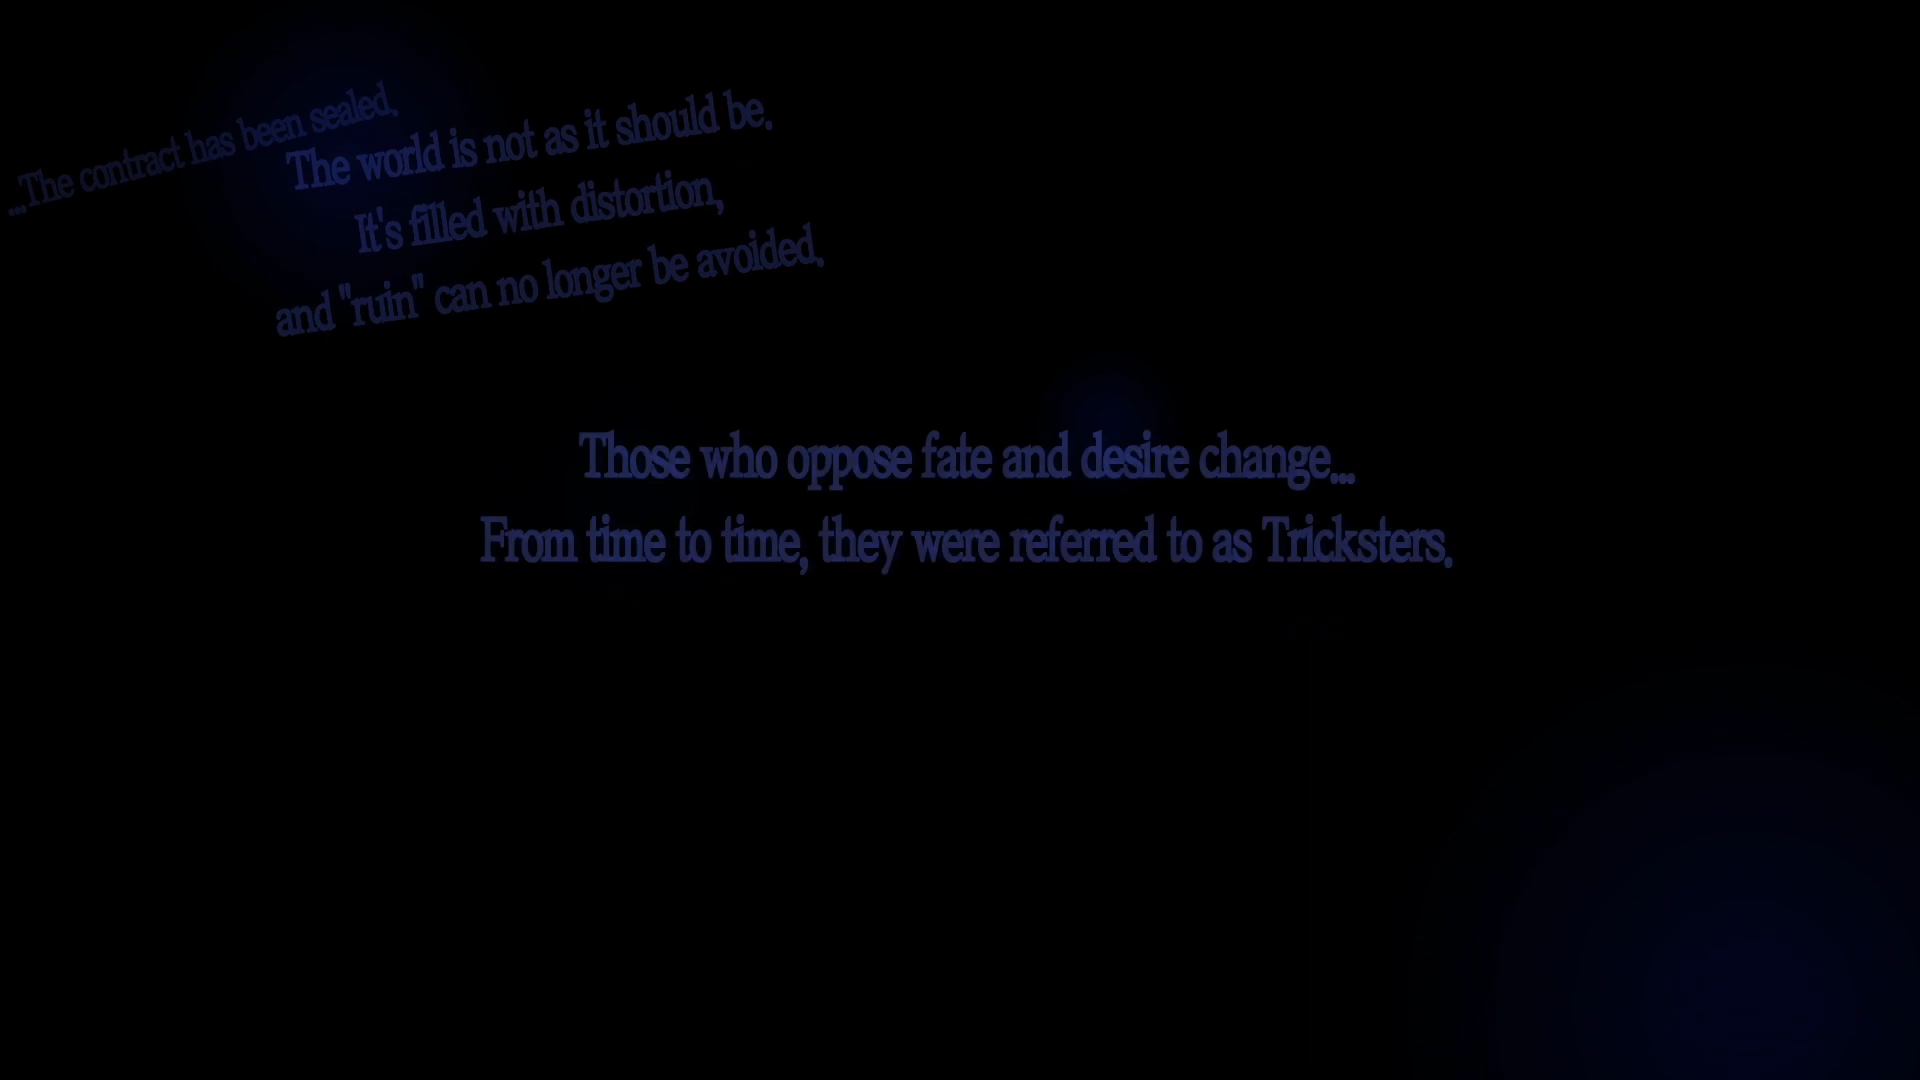 ...The contract has been sealed.
The world is not as it should be.
It's filled with distortion,
and "ruin" can no longer be avoided.
Those who oppose fate and desire change...
From time to time, they were referred to as Tricksters.